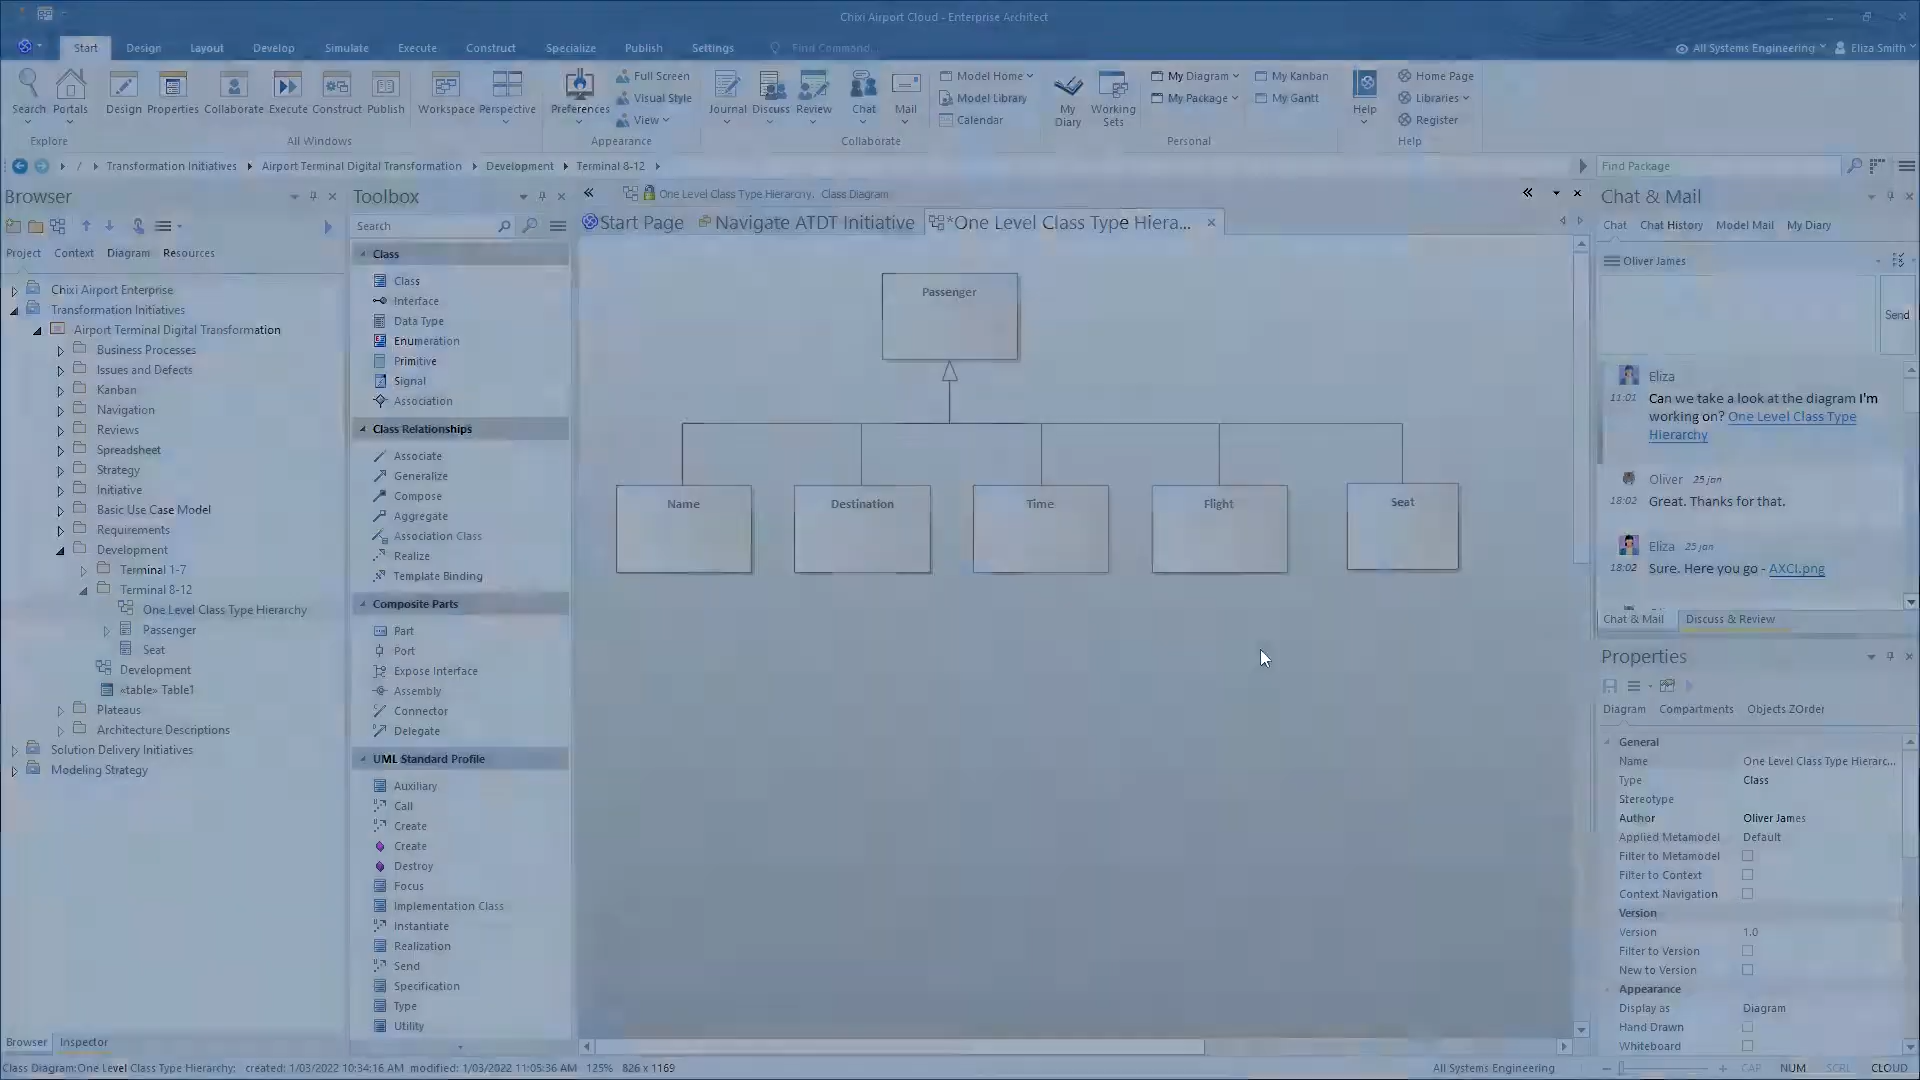 Chixi Airport Cloud - Enterprise Architect
Start Design Layout Develop Simulate Execute Construct Specialize Publish Settings Find Command... All Systems Engineering Eliza Smith
Search Portals Design Properties Collaborate Execute Construct Publish Workspace Perspective Preferences
Full Screen
Visual Style
View
Journal Discuss Review Chat Mail
Model Home
Model Library
Calendar
My Diary
Working Sets
My Diagram My Kanban
My Package My Gantt
Help
Home Page
Libraries
Register
Explore All Windows Appearance Collaborate Personal Help
/ Transformation Initiatives Airport Terminal Digital Transformation Development Terminal 8-12
Find Package
Browser
Project Context Diagram Resources
Chixi Airport Enterprise
Transformation Initiatives
Airport Terminal Digital Transformation
Business Processes
Issues and Defects
Kanban
Navigation
Reviews
Spreadsheet
Strategy
Initiative
Basic Use Case Model
Requirements
Development
Terminal 1-7
Terminal 8-12
One Level Class Type Hierarchy
Passenger
Seat
Development
«table» Table1
Plateaus
Architecture Descriptions
Solution Delivery Initiatives
Modeling Strategy
Browser Inspector
Toolbox
Search
Class
Class
Interface
Data Type
Enumeration
Primitive
Signal
Association
Class Relationships
Associate
Generalize
Compose
Aggregate
Association Class
Realize
Template Binding
Composite Parts
Part
Port
Expose Interface
Assembly
Connector
Delegate
UML Standard Profile
Auxiliary
Call
Create
Create
Destroy
Focus
Implementation Class
Instantiate
Realization
Send
Specification
Type
Utility
One Level Class Type Hierarchy, Class Diagram
Start Page Navigate ATDT Initiative *One Level Class Type Hiera...
Passenger
Name Destination Time Flight Seat
Chat & Mail
Chat Chat History Model Mail My Diary
Oliver James
Send
Eliza
11:01 Can we take a look at the diagram I'm
working on? One Level Class Type
Hierarchy
Oliver 25 jan
18:02 Great. Thanks for that.
Eliza 25 jan
18:02 Sure. Here you go - AXCI.png
Chat & Mail Discuss & Review
Properties
Diagram Compartments Objects ZOrder
General
Name One Level Class Type Hierarc...
Type Class
Stereotype
Author Oliver James
Applied Metamodel Default
Filter to Metamodel
Filter to Context
Context Navigation
Version
Version 1.0
Filter to Version
New to Version
Appearance
Display as Diagram
Hand Drawn
Whiteboard
Class Diagram:One Level Class Type Hierarchy: created: 1/03/2022 10:34:16 AM modified: 1/03/2022 11:05:36 AM 125% 826 x 1169 All Systems Engineering CAP NUM SCRL CLOUD